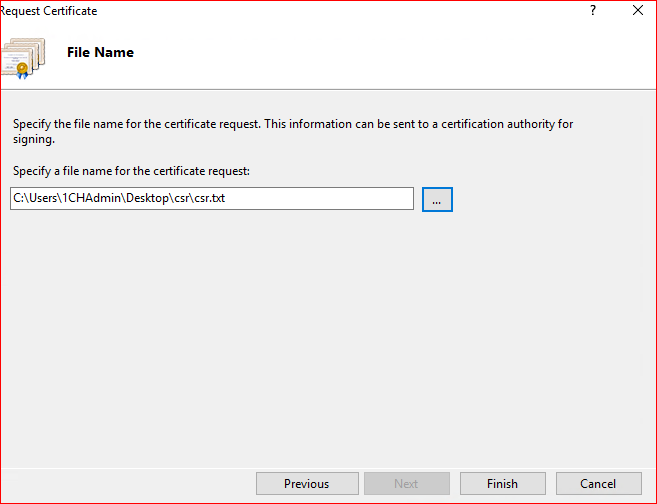 Request Certificate
?
File Name
Specify the file name for the certificate request. This information can be sent to a certification authority for
signing.
Specify a file name for the certificate request:
C:\Users\1CHAdmin\Desktop\csr\csr.txt
...
Previous
Next
Finish
Cancel